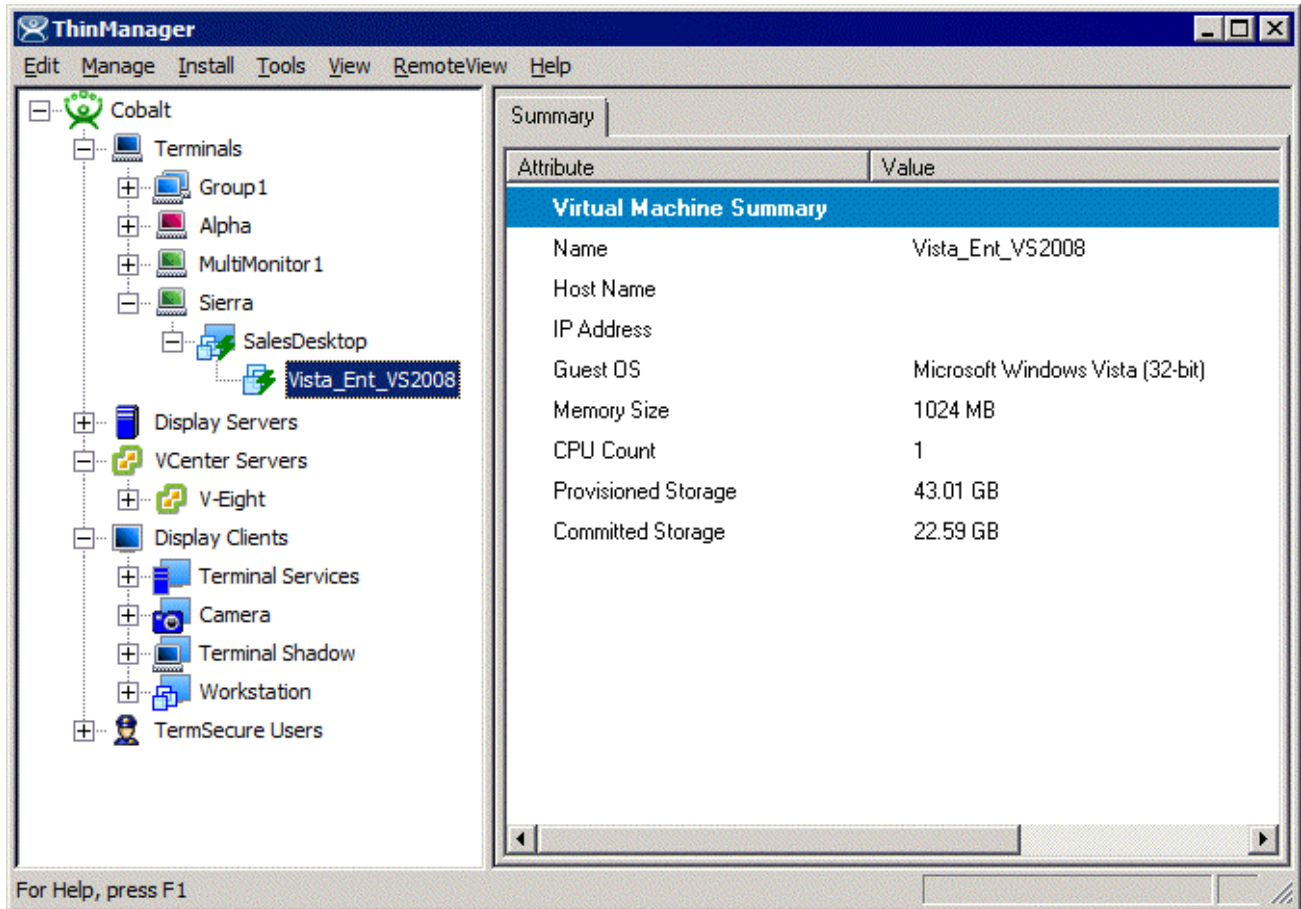 ThinManager
Edit Manage Install Tools View RemoteView Help
Cobalt
Terminals
Group1
Alpha
MultiMonitor1
Sierra
SalesDesktop
Vista_Ent_VS2008
Display Servers
VCenter Servers
V-Eight
Display Clients
Terminal Services
Camera
Terminal Shadow
Workstation
TermSecure Users
Summary
Attribute Value
Virtual Machine Summary
Name Vista_Ent_VS2008
Host Name
IP Address
Guest OS Microsoft Windows Vista (32-bit)
Memory Size 1024 MB
CPU Count 1
Provisioned Storage 43.01 GB
Committed Storage 22.59 GB
For Help, press F1